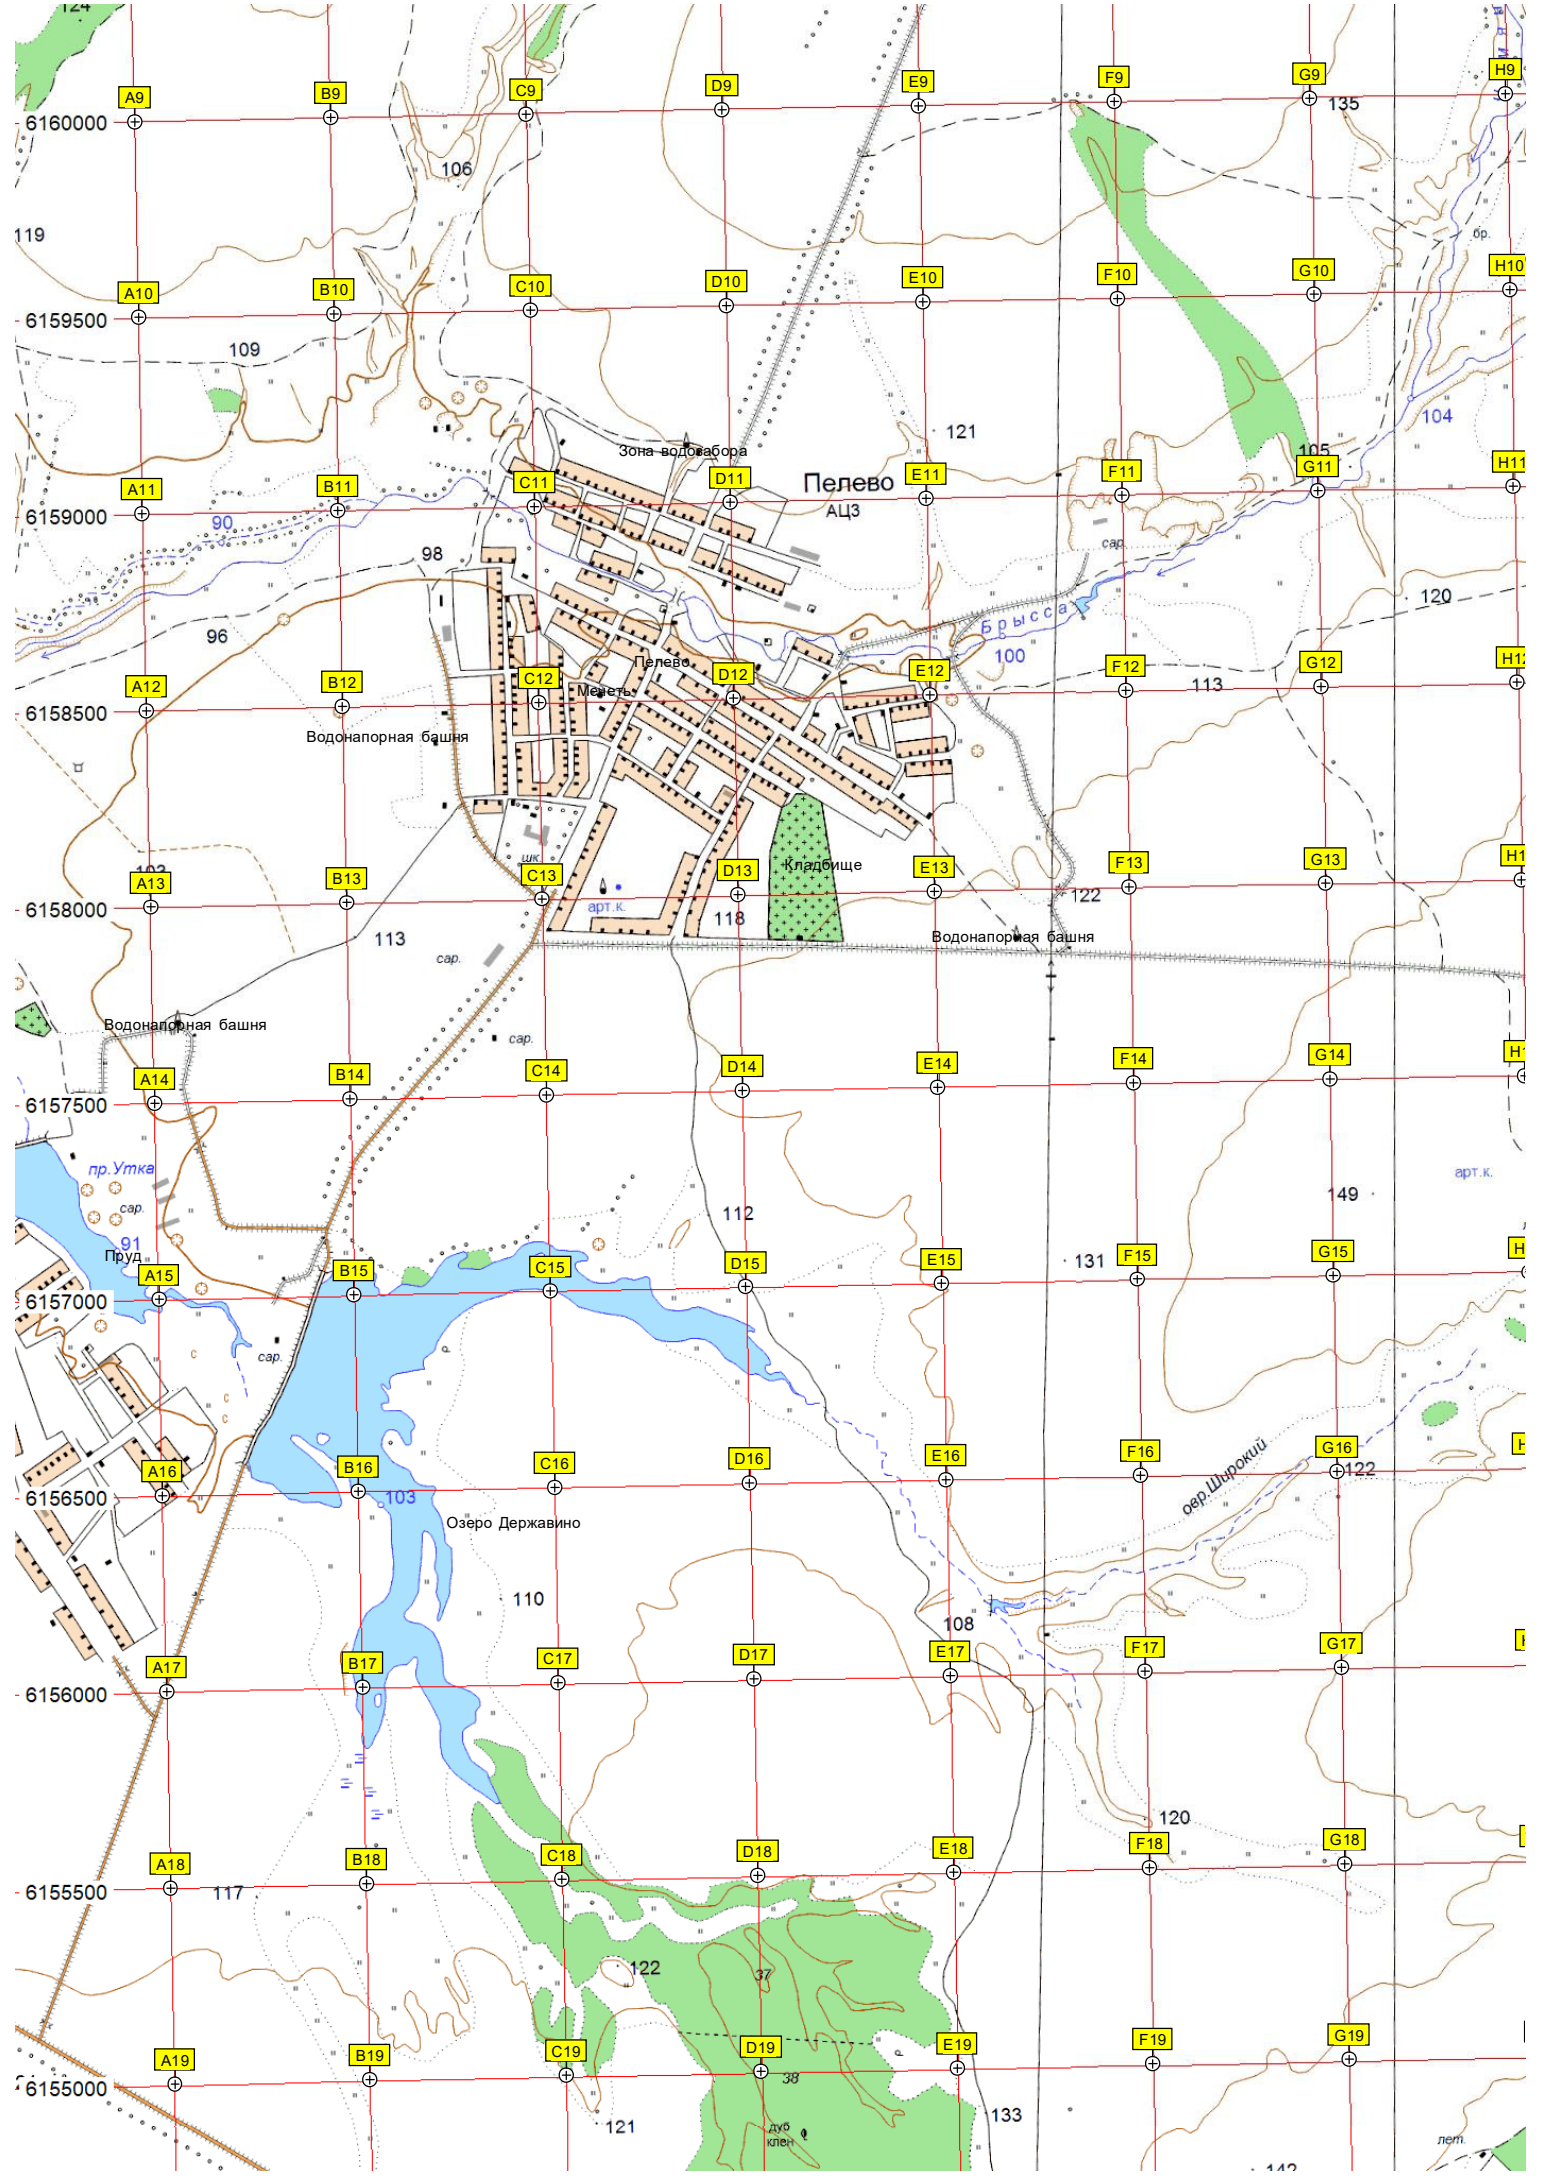 124
A9 B9 C9 D9 E9 F9 G9 H9
6160000
135
106
119
бр.
A10 B10 C10 D10 E10 F10 G10 H10
6159500
109
104
121
Зона водозабора
105
A11 B11 C11 D11 E11 F11 G11 H11
Пелево
АЦЗ
6159000
90
сар.
98
120
96
Брысса
100
Пелево
A12 B12 C12 D12 E12 F12 G12 H12
Мечеть
113
6158500
Водонапорная башня
шк.
Кладбище
103
A13 B13 C13 D13 E13 F13 G13
122
6158000
арт.к.
118
113
Водонапорная башня
сар.
Водонапорная башня
сар.
A14 B14 C14 D14 E14 F14 G14
6157500
пр.Утка
арт.к.
149
сар.
112
91
Пруд
131
A15 B15 C15 D15 E15 F15 G15
6157000
сар.
овр.Широкий
A16 B16 C16 D16 E16 F16 G16
122
6156500
103
Озеро Державино
110
108
A17 B17 C17 D17 E17 F17 G17
6156000
120
A18 B18 C18 D18 E18 F18 G18
6155500
117
122
37
A19 B19 C19 D19 E19 F19 G19
6155000
38
133
121
дуб
клен
лет.
142